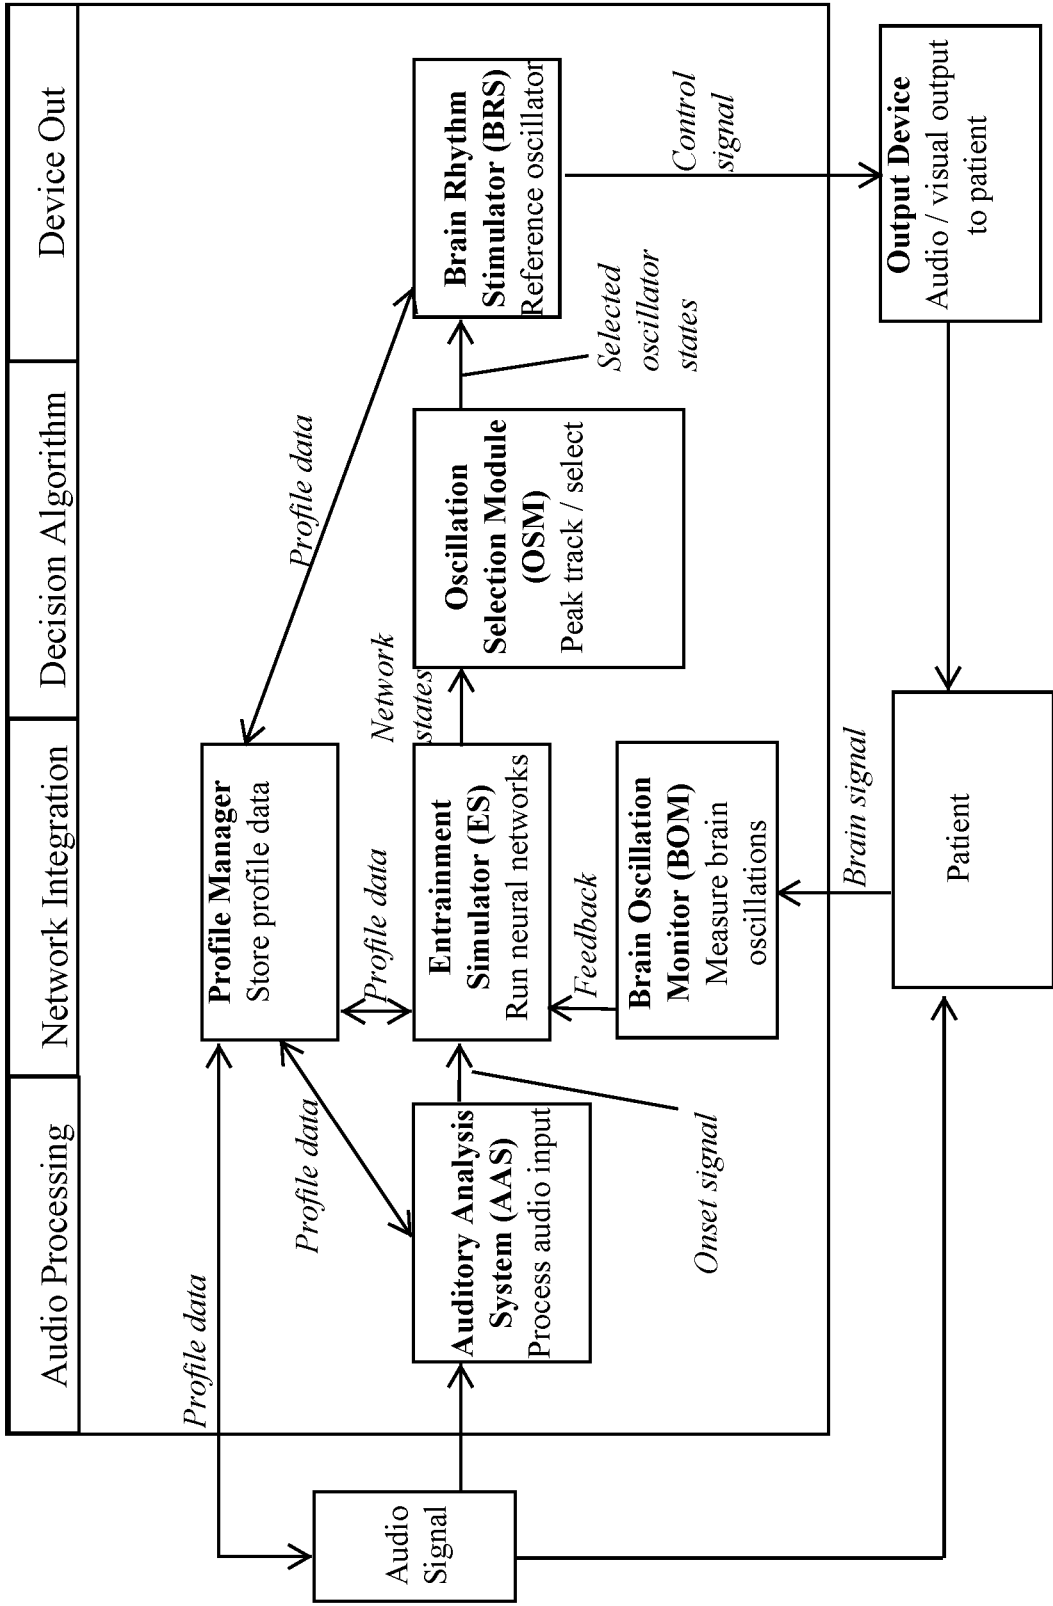 Audio Processing
Network Integration
Decision Algorithm
Device Out
Profile data
Profile Manager
Store profile data
Profile data
Profile data
Profile data
Audio
Signal
Auditory Analysis
System (AAS)
Process audio input
Entrainment
Simulator (ES)
Run neural networks
Network
states
Oscillation
Selection Module
(OSM)
Peak track / select
Brain Rhythm
Stimulator (BRS)
Reference oscillator
Onset signal
Feedback
Selected
oscillator
states
Control
signal
Brain Oscillation
Monitor (BOM)
Measure brain
oscillations
Brain signal
Output Device
Audio / visual output
to patient
Patient